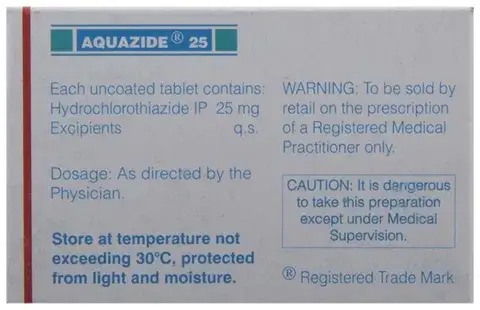 AQUAZIDE® 25
Each uncoated tablet contains:
Hydrochlorothiazide IP 25 mg
Excipients q.s.
Dosage: As directed by the
Physician.
Store at temperature not
exceeding 30°C, protected
from light and moisture.
WARNING: To be sold by
retail on the prescription
of a Registered Medical
Practitioner only.
CAUTION: It is dangerous
to take this preparation
except under Medical
Supervision.
® Registered Trade Mark